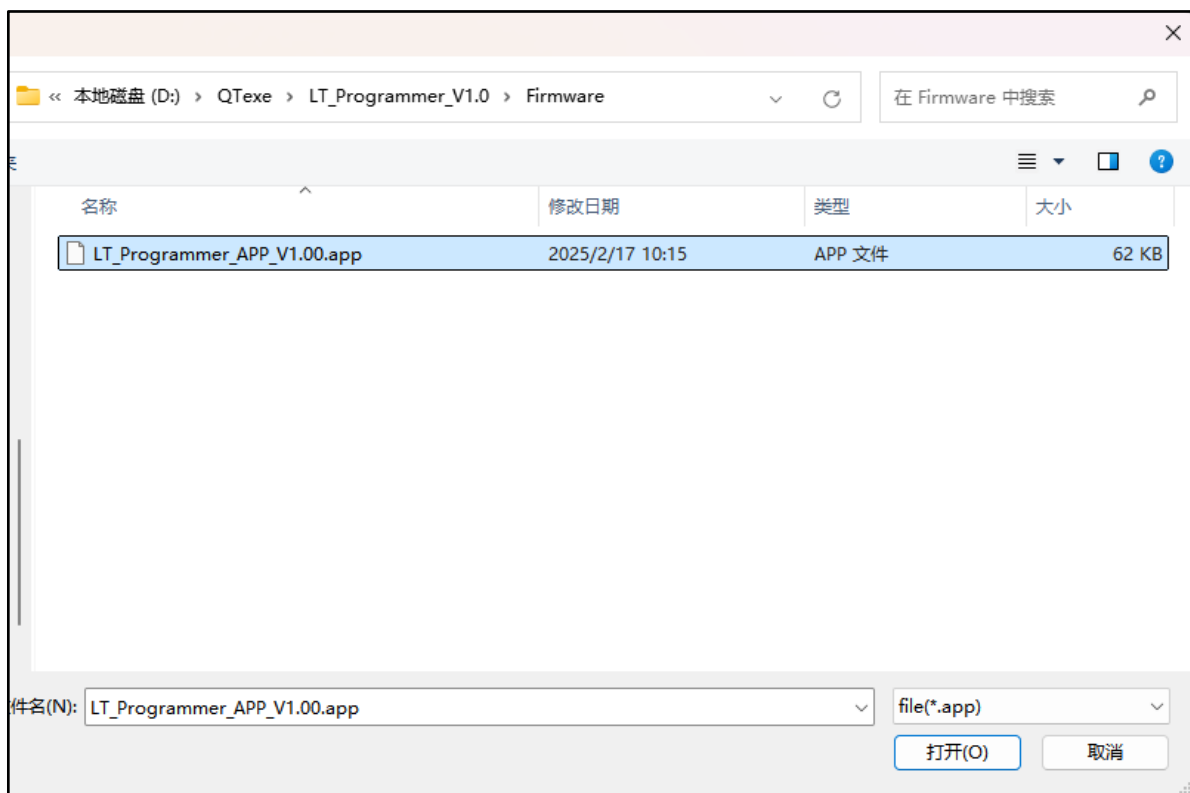 « 本地磁盘 (D:) › QTexe › LT_Programmer_V1.0 › Firmware
在 Firmware 中搜索
名称 修改日期 类型 大小
LT_Programmer_APP_V1.00.app 2025/2/17 10:15 APP 文件 62 KB
件名(N): LT_Programmer_APP_V1.00.app file(*.app)
打开(O) 取消